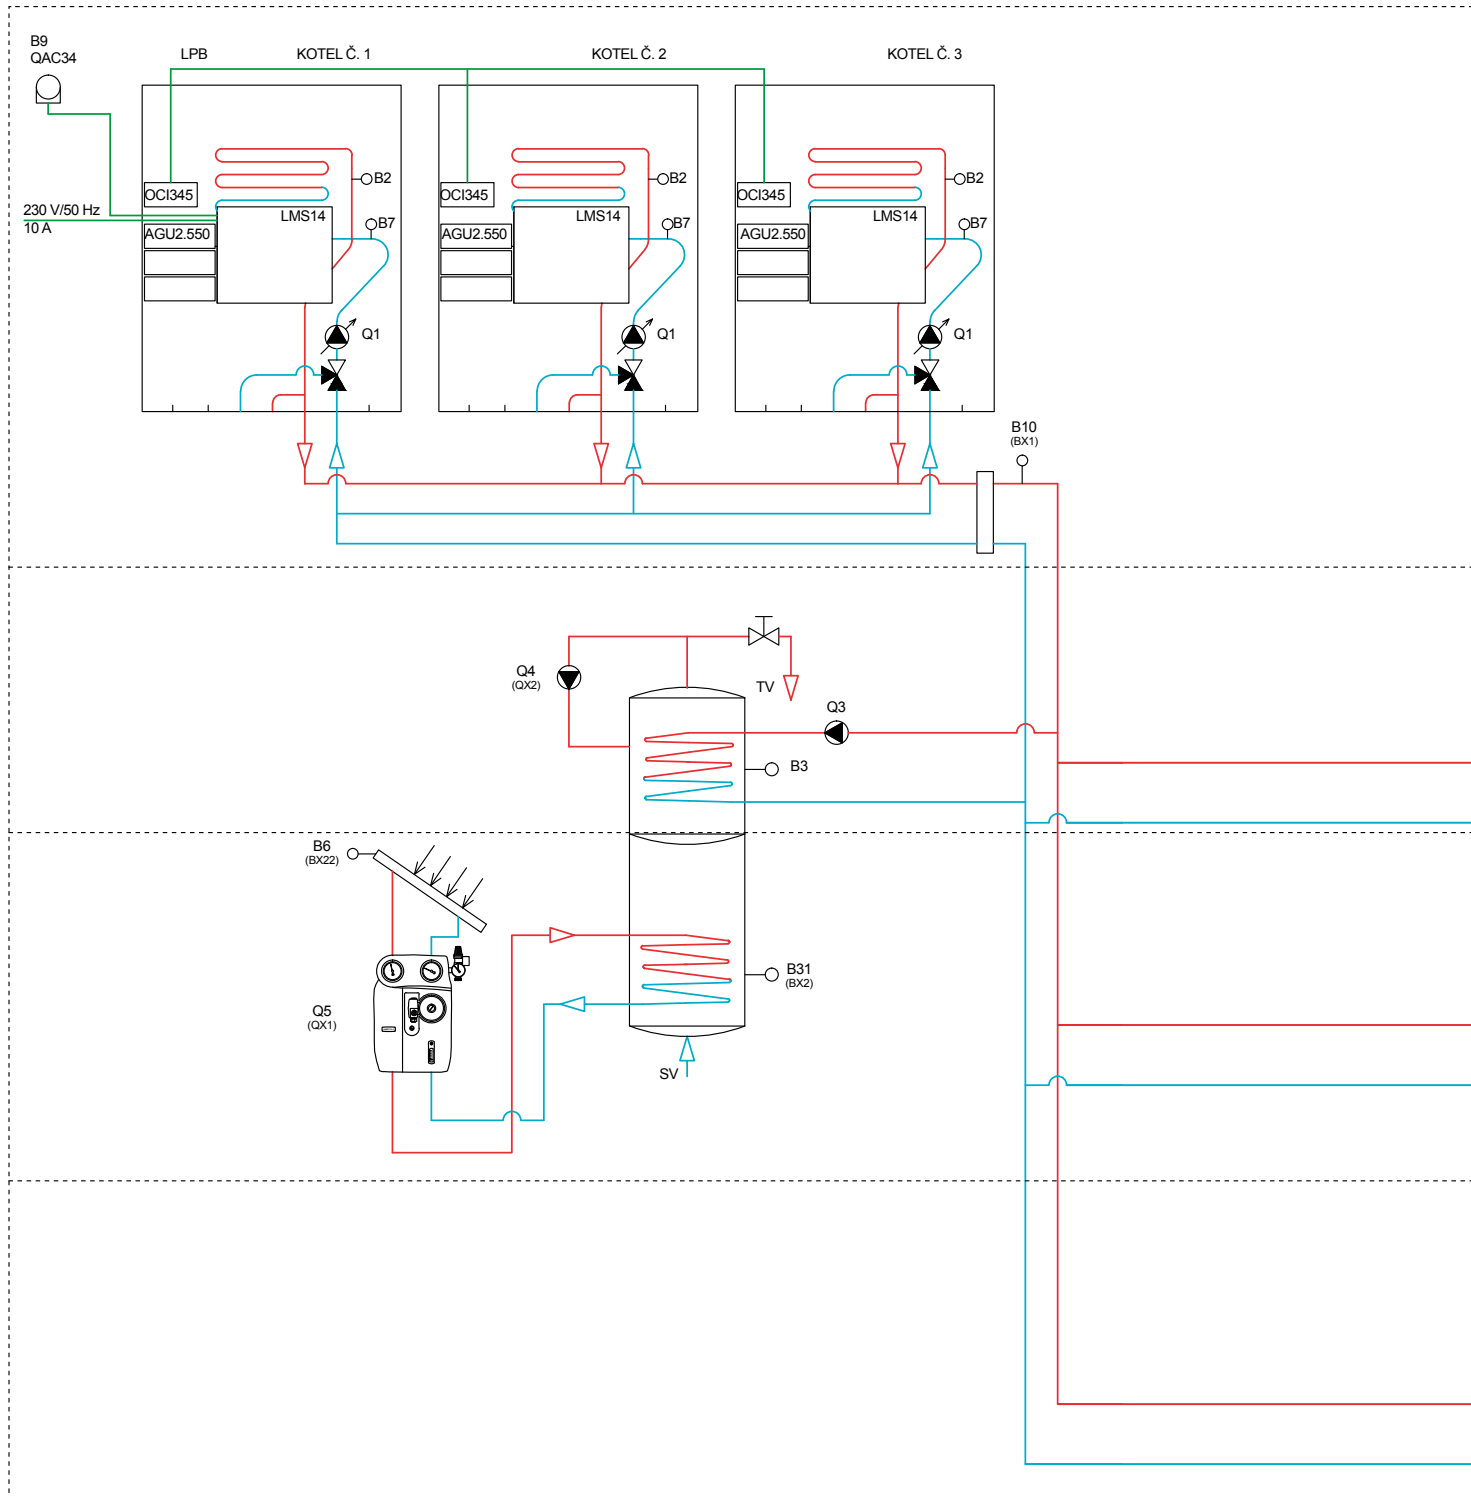 B9
QAC34
LPB
KOTEL Č. 1
KOTEL Č. 2
KOTEL Č. 3
OCI345
B2
OCI345
B2
OCI345
B2
230 V/50 Hz
10 A
LMS14
B7
LMS14
B7
LMS14
B7
AGU2.550
AGU2.550
AGU2.550
Q1
Q1
Q1
B10
(BX1)
Q4
(QX2)
TV
Q3
B3
B6
(BX22)
B31
(BX2)
Q5
(QX1)
SV